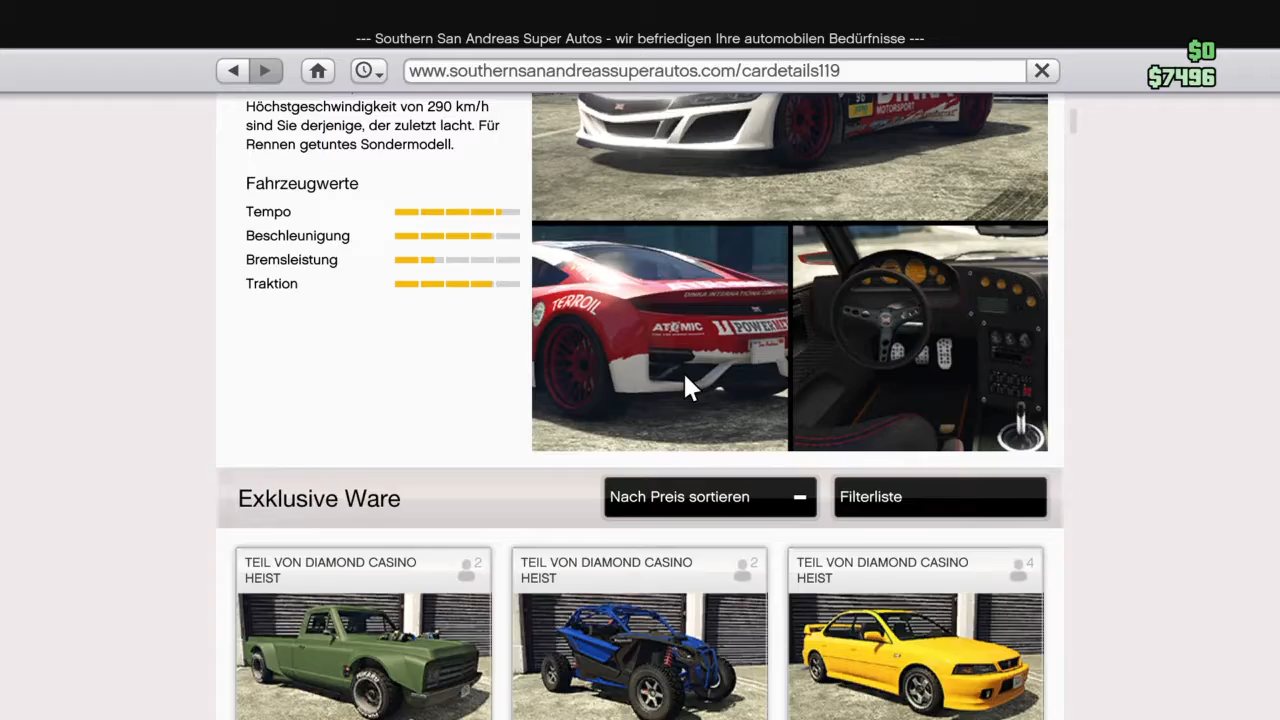 --- Southern San Andreas Super Autos - wir befriedigen Ihre automobilen Bedürfnisse ---
$0
$7496
www.southernsanandreassuperautos.com/cardetails119
Höchstgeschwindigkeit von 290 km/h
sind Sie derjenige, der zuletzt lacht. Für
Rennen getuntes Sondermodell.
Fahrzeugwerte
Tempo
Beschleunigung
Bremsleistung
Traktion
MOTORSPORT
TERROIL
ATOMIC
Exklusive Ware
Nach Preis sortieren
Filterliste
TEIL VON DIAMOND CASINO
HEIST
2
TEIL VON DIAMOND CASINO
HEIST
2
TEIL VON DIAMOND CASINO
HEIST
4